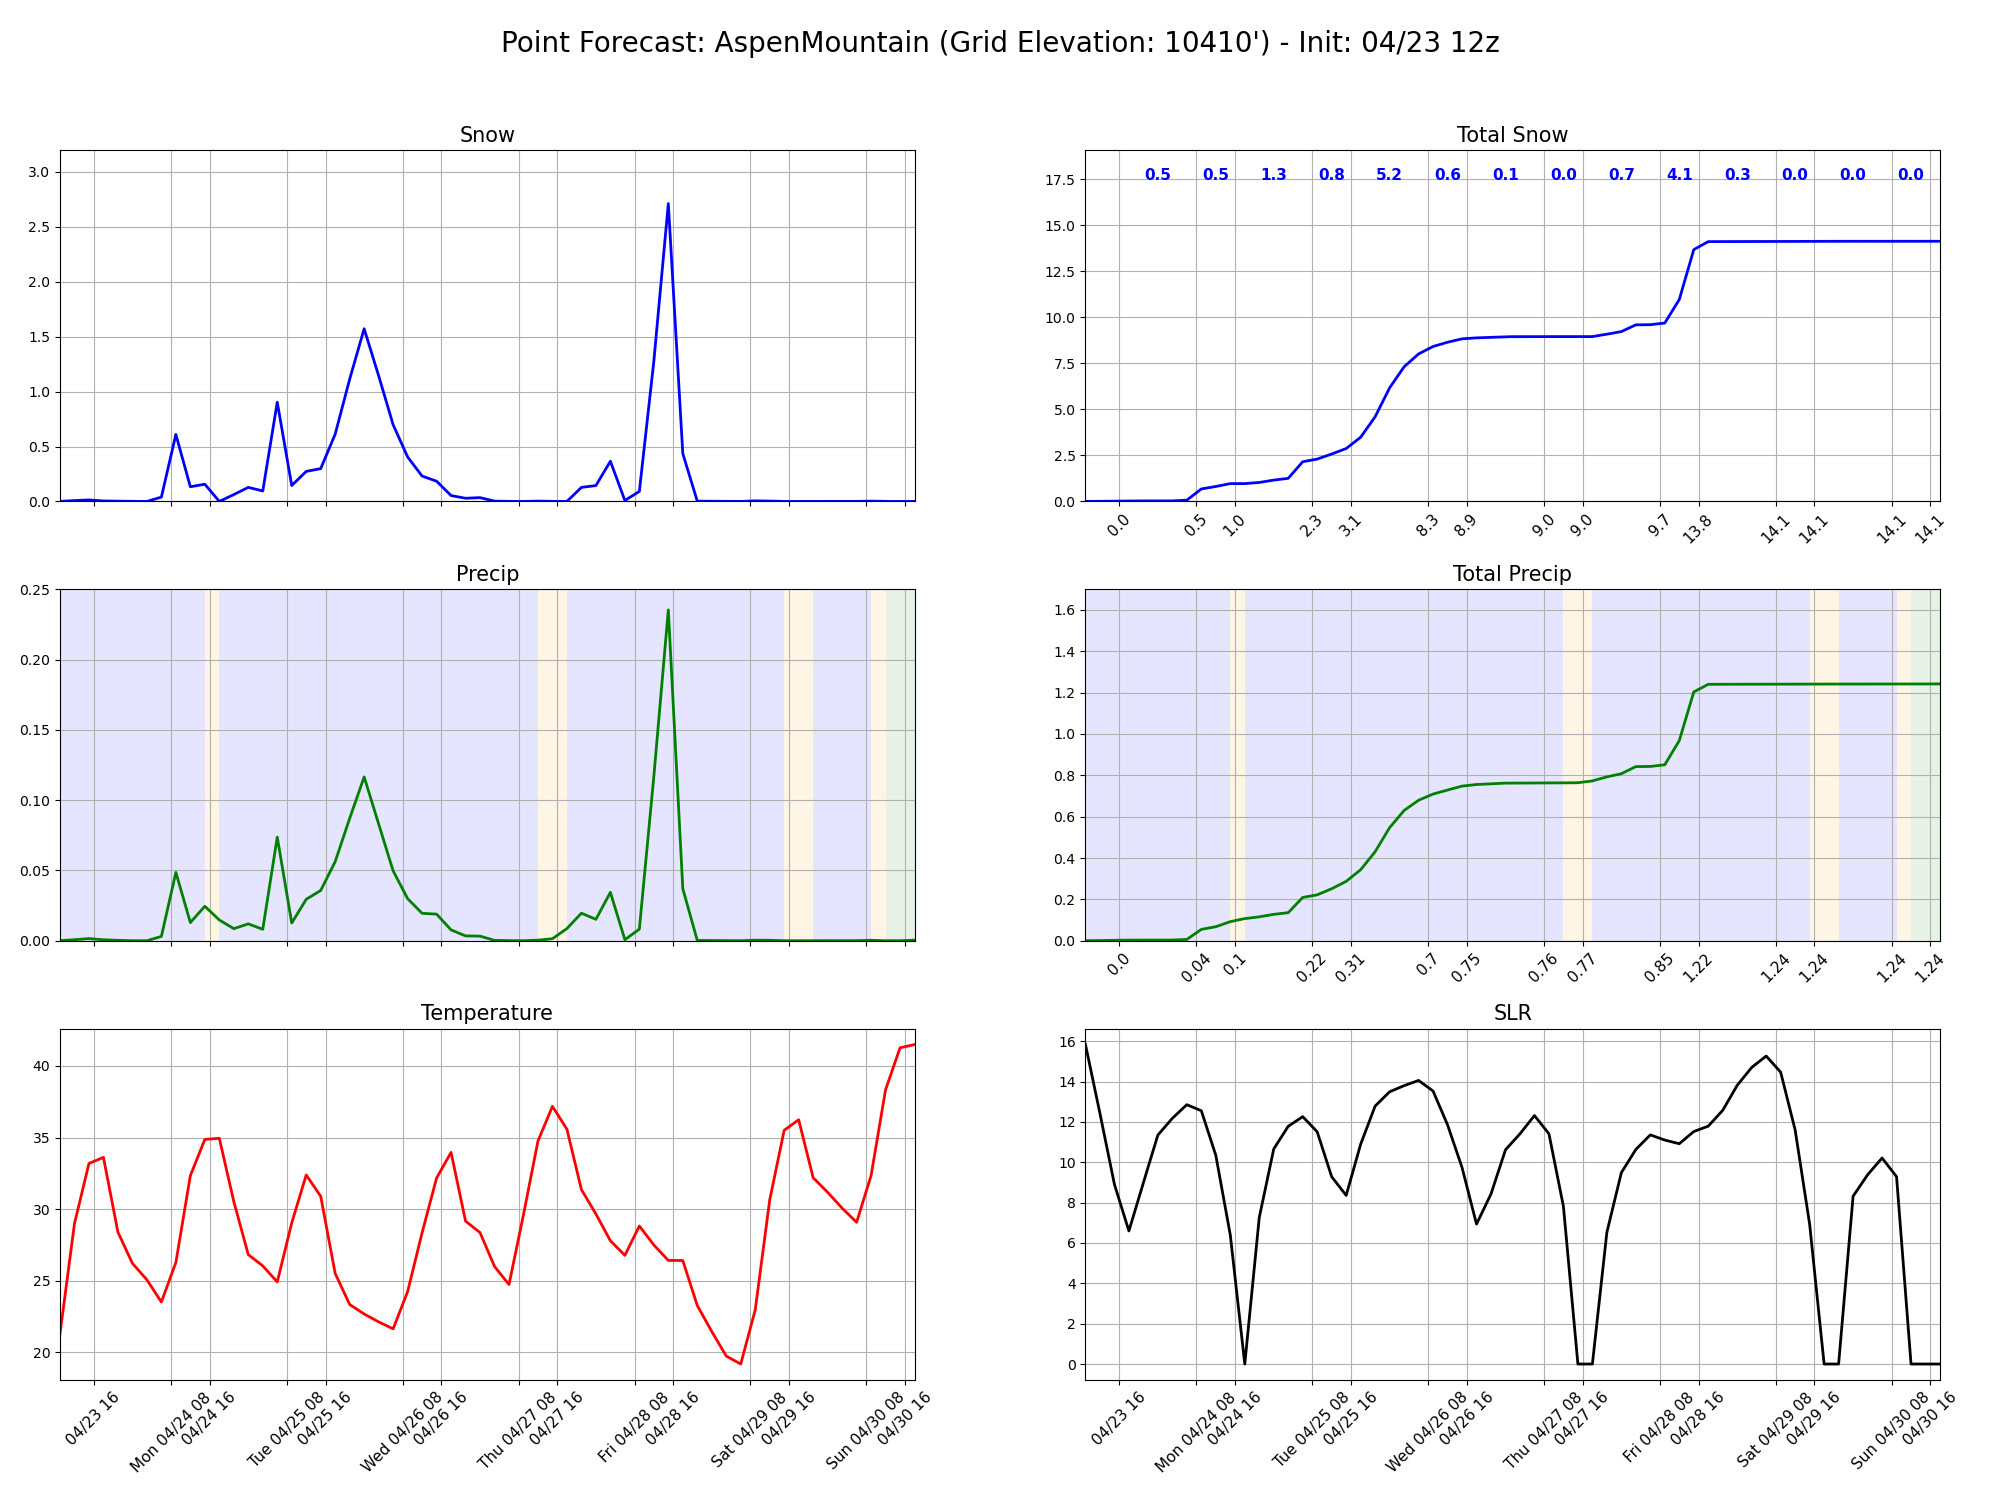 Point Forecast: AspenMountain (Grid Elevation: 10410') - Init: 04/23 12z
Snow
3.0
2.5
2.0
1.5
1.0
0.5
0.0
Total Snow
0.5 0.5 1.3 0.8 5.2 0.6 0.1 0.0 0.7 4.1 0.3 0.0 0.0 0.0
17.5
15.0
12.5
10.0
7.5
5.0
2.5
0.0
0.0 0.5 1.0 2.3 3.1 8.3 8.9 9.0 9.0 9.7 13.8 14.1 14.1 14.1 14.1
Precip
0.25
0.20
0.15
0.10
0.05
0.00
Total Precip
1.6
1.4
1.2
1.0
0.8
0.6
0.4
0.2
0.0
0.0 0.04 0.1 0.22 0.31 0.7 0.75 0.76 0.77 0.85 1.22 1.24 1.24 1.24 1.24
Temperature
40
35
30
25
20
04/23 16
Mon 04/24 08
04/24 16
Tue 04/25 08
04/25 16
Wed 04/26 08
04/26 16
Thu 04/27 08
04/27 16
Fri 04/28 08
04/28 16
Sat 04/29 08
04/29 16
Sun 04/30 08
04/30 16
SLR
16
14
12
10
8
6
4
2
0
04/23 16
Mon 04/24 08
04/24 16
Tue 04/25 08
04/25 16
Wed 04/26 08
04/26 16
Thu 04/27 08
04/27 16
Fri 04/28 08
04/28 16
Sat 04/29 08
04/29 16
Sun 04/30 08
04/30 16